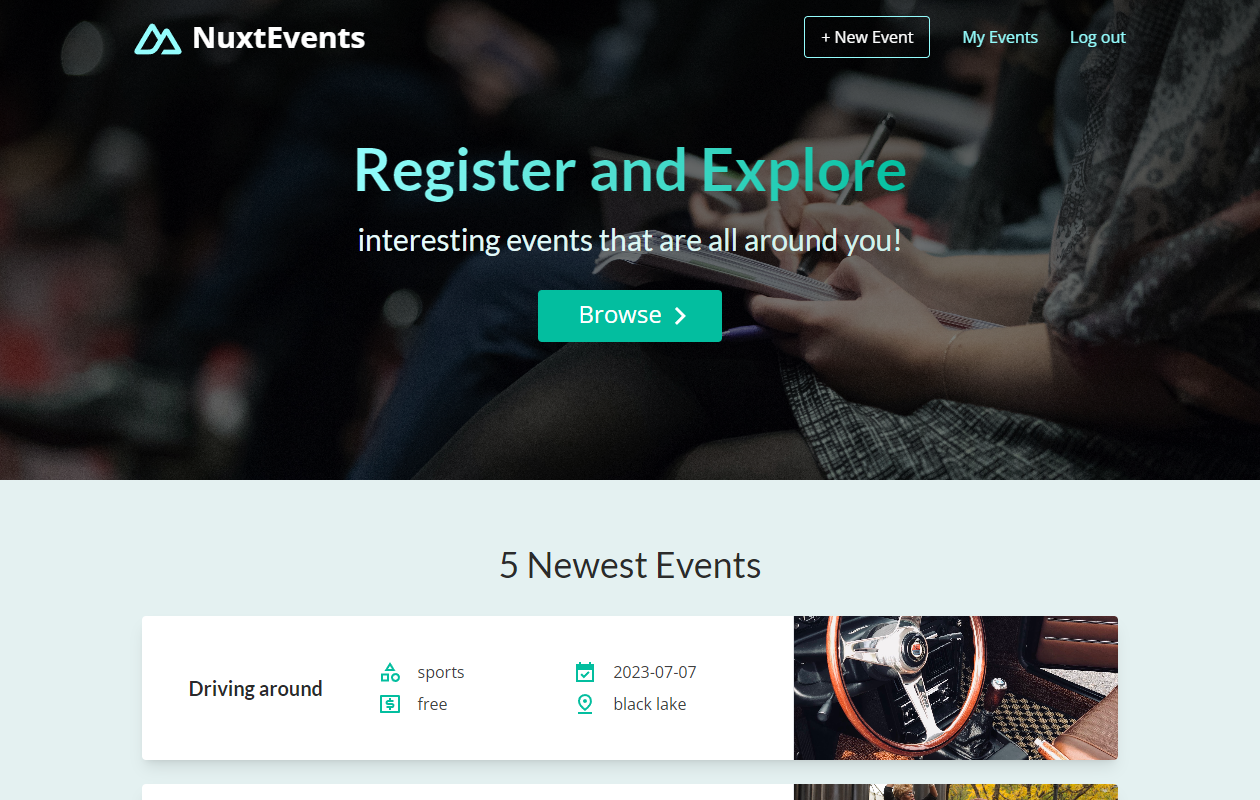 NuxtEvents
+ New Event
My Events
Log out
Register and Explore
interesting events that are all around you!
Browse
5 Newest Events
Driving around
sports
2023-07-07
free
black lake